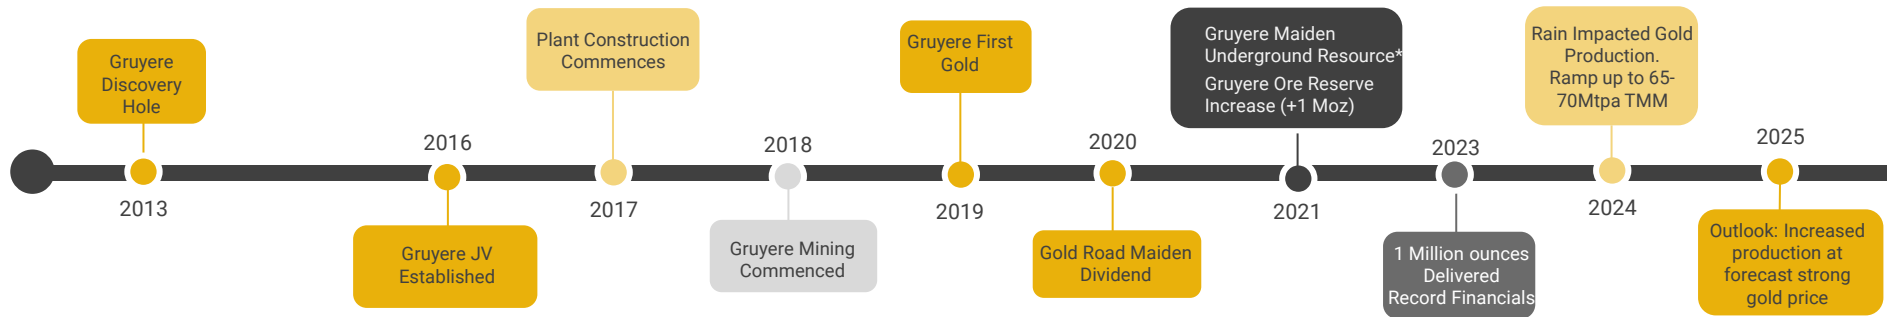 Gruyere
Discovery
Hole
2013
2016
Gruyere JV
Established
Plant Construction
Commences
2017
2018
Gruyere Mining
Commenced
Gruyere First
Gold
2019
2020
Gold Road Maiden
Dividend
Gruyere Maiden
Underground Resource*
Gruyere Ore Reserve
Increase (+1 Moz)
2021
2023
1 Million ounces
Delivered
Record Financials
Rain Impacted Gold
Production.
Ramp up to 65-
70Mtpa TMM
2024
2025
Outlook: Increased
production at
forecast strong
gold price